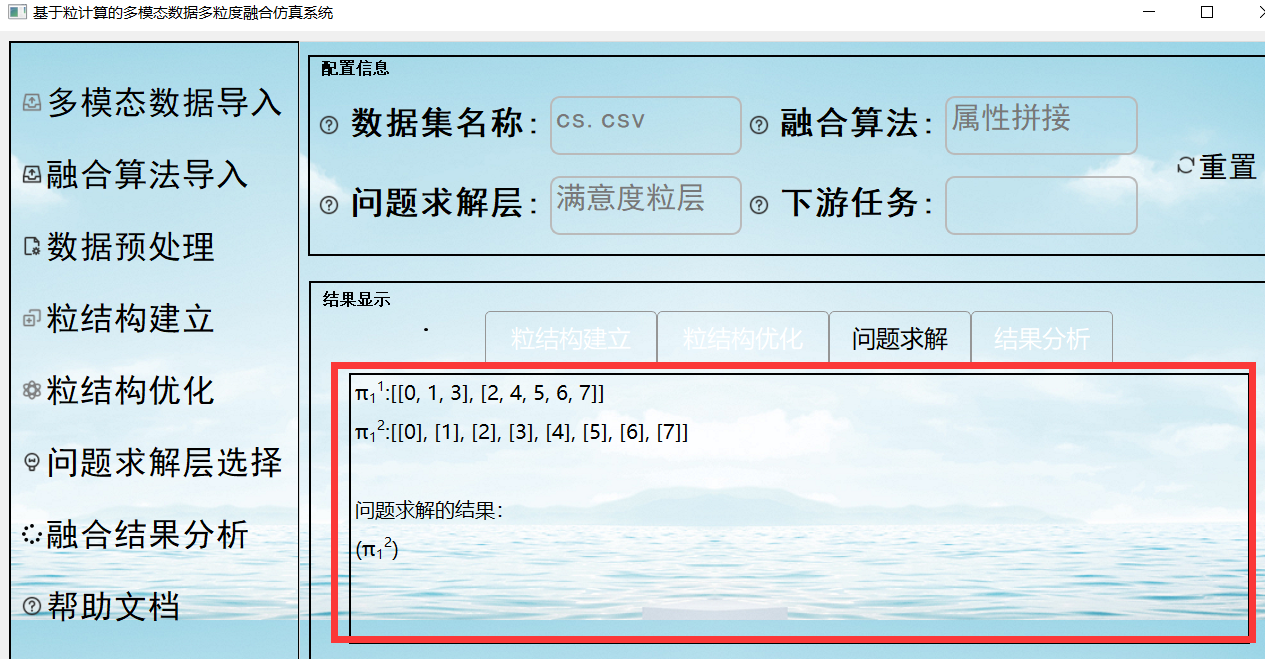 基于粒计算的多模态数据多粒度融合仿真系统
多模态数据导入
融合算法导入
数据预处理
粒结构建立
粒结构优化
问题求解层选择
融合结果分析
帮助文档
配置信息
数据集名称: cs.csv 融合算法: 属性拼接
重置
问题求解层: 满意度粒层 下游任务:
结果显示
粒结构建立 粒结构优化 问题求解 结果分析
π₁¹:[[0, 1, 3], [2, 4, 5, 6, 7]]
π₁²:[[0], [1], [2], [3], [4], [5], [6], [7]]
问题求解的结果:
(π₁²)